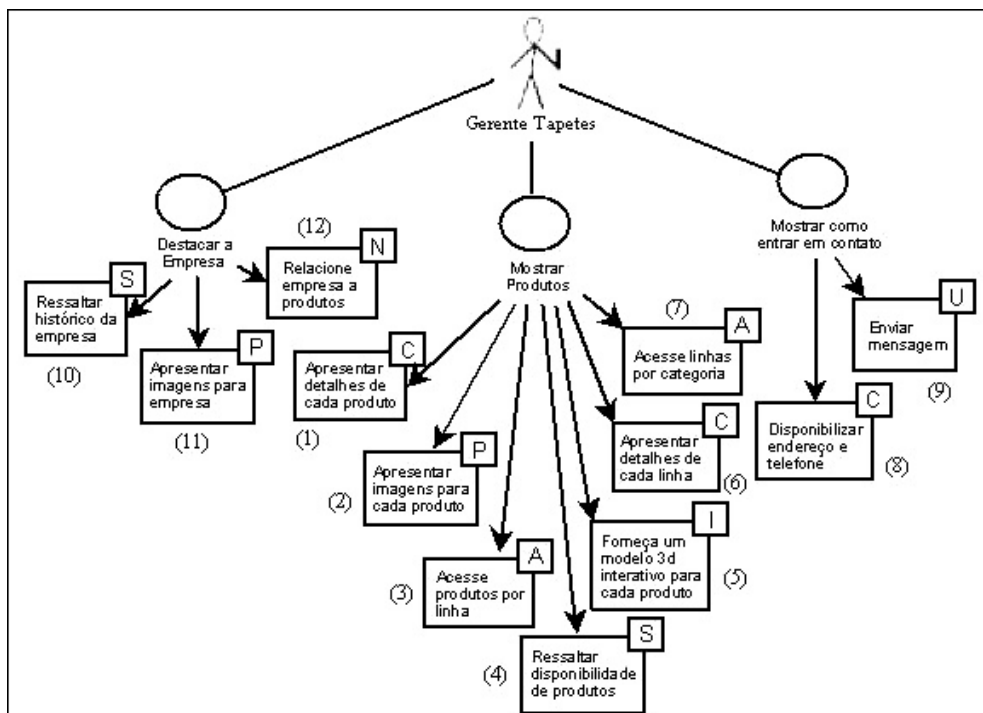 Gerente Tapetes
Destacar a
Empresa
(12)
N
Relacione
empresa a
produtos
S
Ressaltar
histórico da
empresa
(10)
P
Apresentar
imagens para
empresa
(11)
Mostrar
Produtos
C
Apresentar
detalhes de
cada produto
(1)
P
Apresentar
imagens para
cada produto
(2)
A
Acesse
produtos por
linha
(3)
S
Ressaltar
disponibilidade
de produtos
(4)
I
Forneça um
modelo 3d
interativo para
cada produto
(5)
C
Apresentar
detalhes de
cada linha
(6)
(7)
A
Acesse linhas
por categoria
Mostrar como
entrar em contato
C
Disponibilizar
endereço e
telefone
(8)
U
Enviar
mensagem
(9)